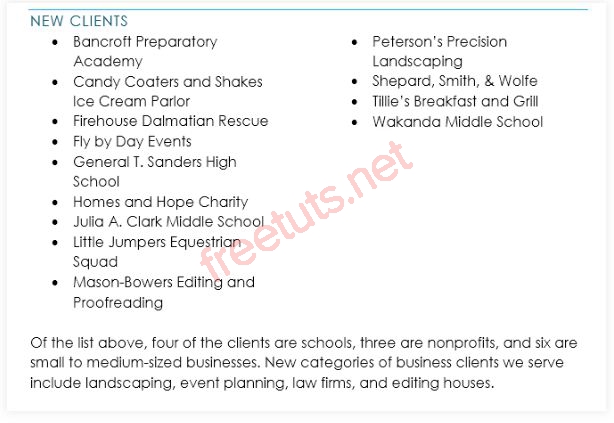 NEW CLIENTS
• Bancroft Preparatory
Academy
• Candy Coaters and Shakes
Ice Cream Parlor
• Firehouse Dalmatian Rescue
• Fly by Day Events
• General T. Sanders High
School
• Homes and Hope Charity
• Julia A. Clark Middle School
• Little Jumpers Equestrian
Squad
• Mason-Bowers Editing and
Proofreading
• Peterson’s Precision
Landscaping
• Shepard, Smith, & Wolfe
• Tillie’s Breakfast and Grill
• Wakanda Middle School
freetuts.net
Of the list above, four of the clients are schools, three are nonprofits, and six are
small to medium-sized businesses. New categories of business clients we serve
include landscaping, event planning, law firms, and editing houses.